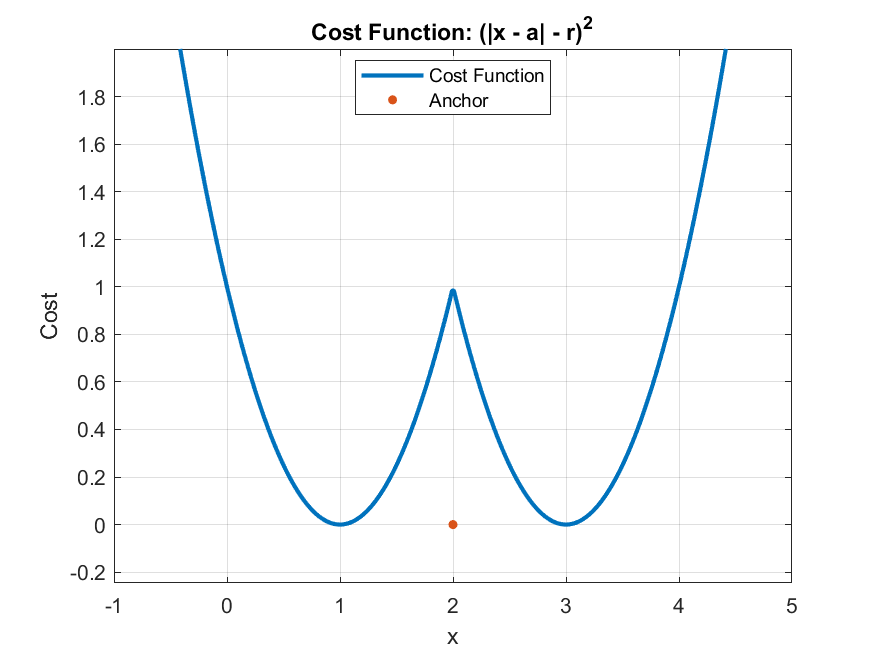 Cost Function: (|x - a| - r)²
Cost Function
Anchor
Cost
1.8
1.6
1.4
1.2
1
0.8
0.6
0.4
0.2
0
-0.2
-1 0 1 2 3 4 5
x